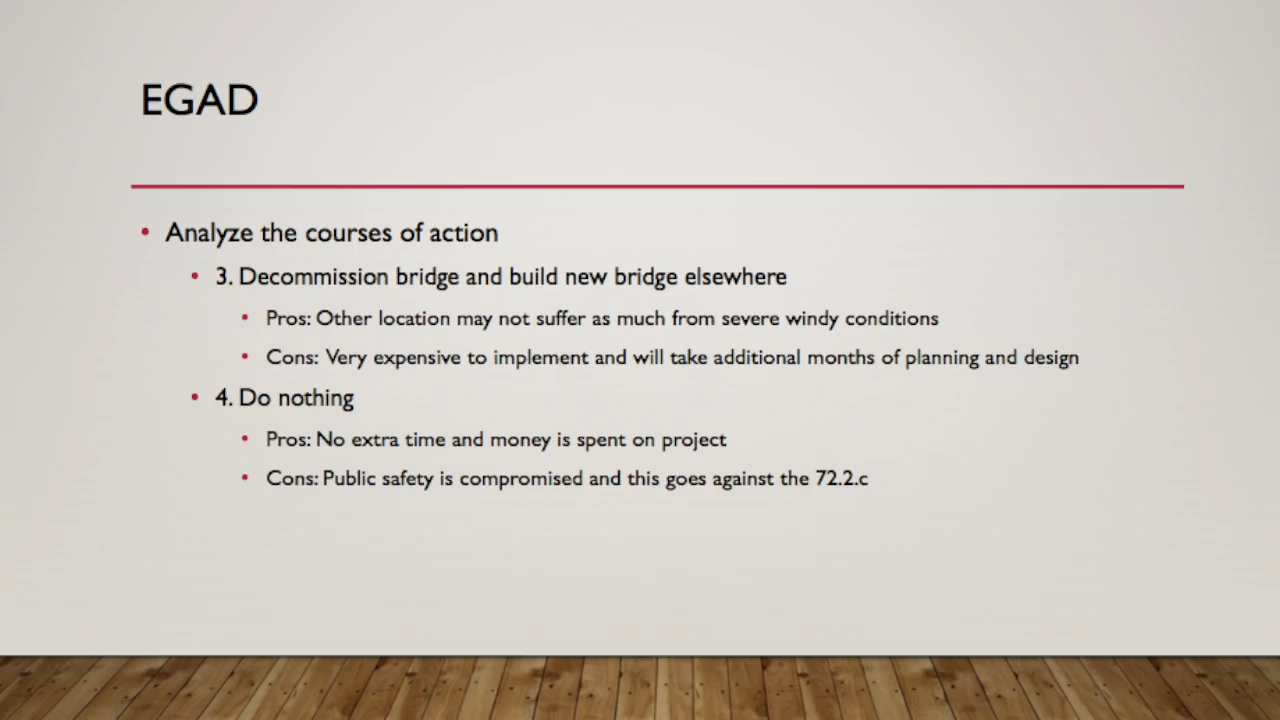 EGAD
• Analyze the courses of action
• 3. Decommission bridge and build new bridge elsewhere
• Pros: Other location may not suffer as much from severe windy conditions
• Cons: Very expensive to implement and will take additional months of planning and design
• 4. Do nothing
• Pros: No extra time and money is spent on project
• Cons: Public safety is compromised and this goes against the 72.2.c